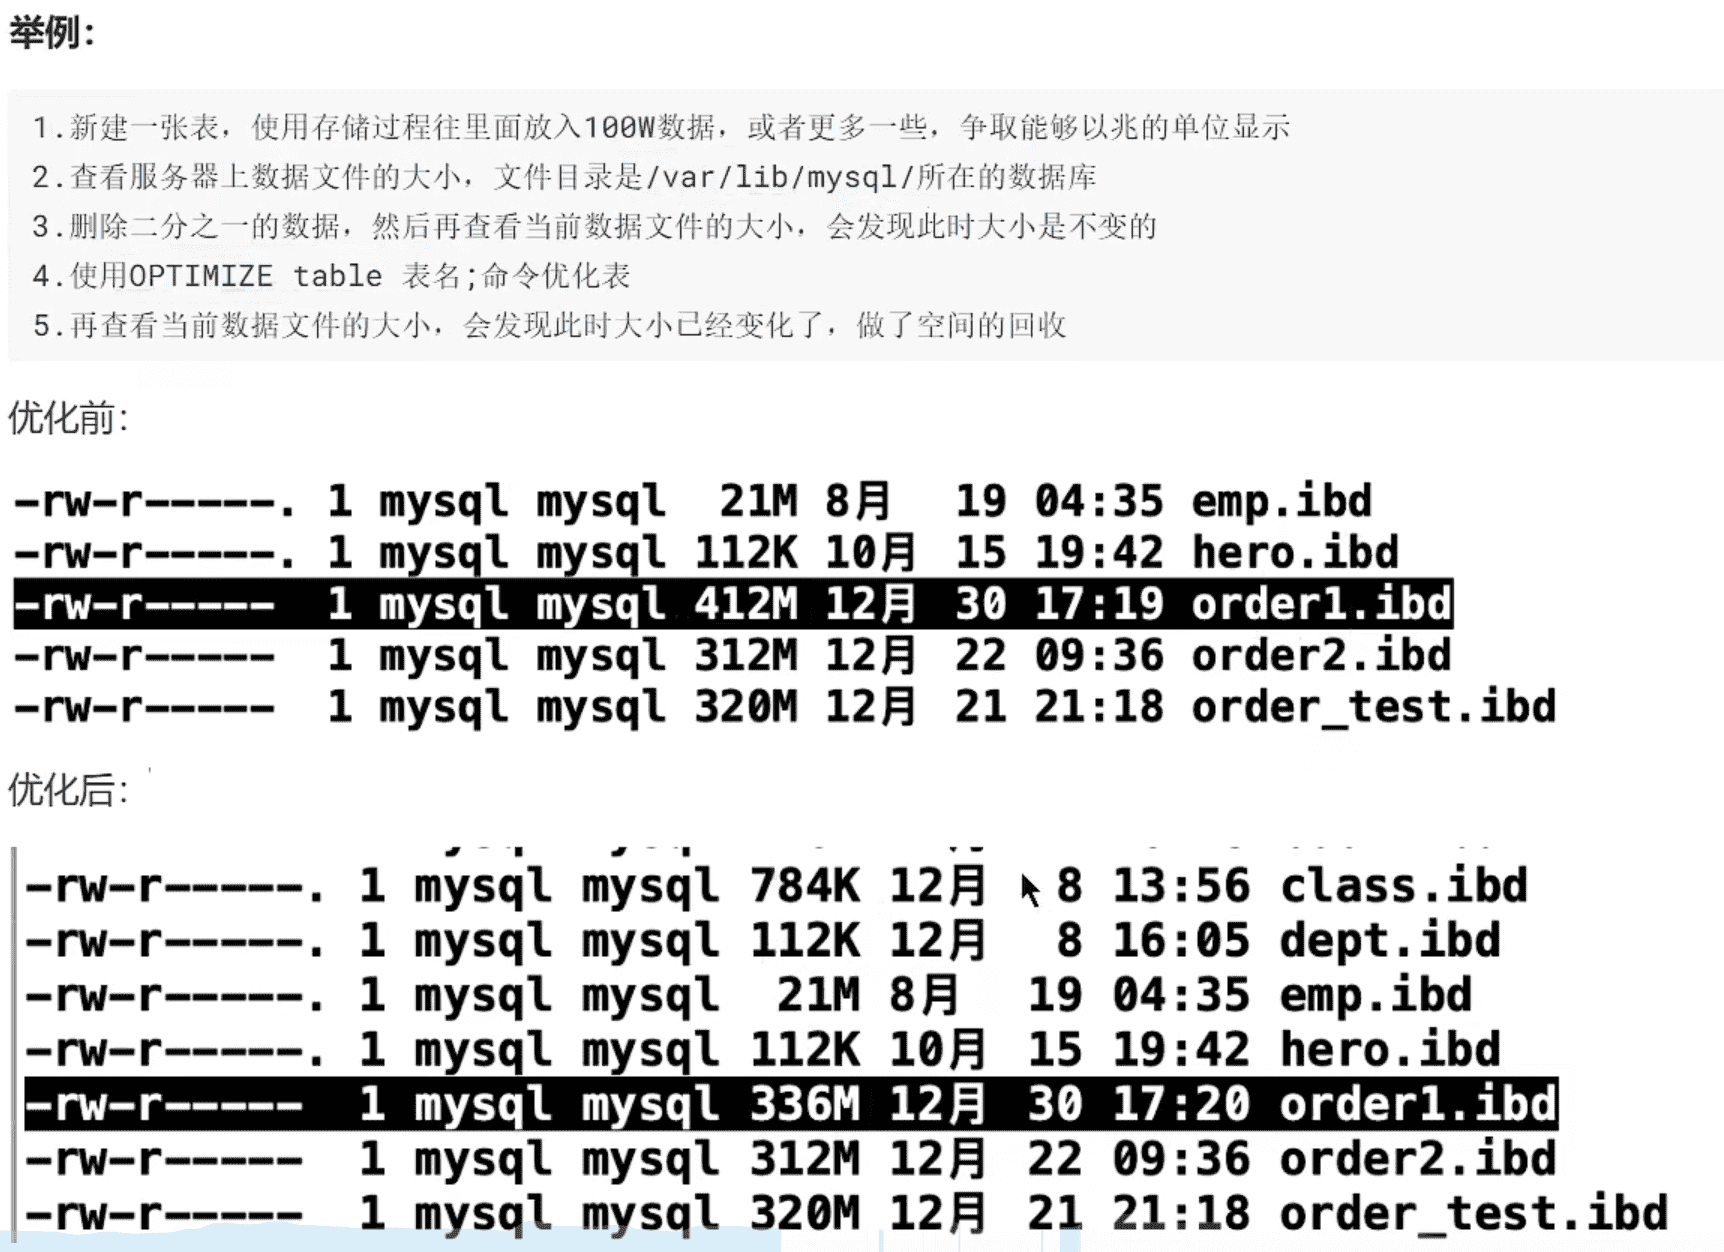 举例：
1.新建一张表，使用存储过程往里面放入100W数据，或者更多一些，争取能够以兆的单位显示
2.查看服务器上数据文件的大小，文件目录是/var/lib/mysql/所在的数据库
3.删除二分之一的数据，然后再查看当前数据文件的大小，会发现此时大小是不变的
4.使用OPTIMIZE table 表名;命令优化表
5.再查看当前数据文件的大小，会发现此时大小已经变化了，做了空间的回收
优化前：
-rw-r-----. 1 mysql mysql  21M 8月   19 04:35 emp.ibd
-rw-r-----. 1 mysql mysql 112K 10月  15 19:42 hero.ibd
-rw-r-----  1 mysql mysql 412M 12月  30 17:19 order1.ibd
-rw-r-----  1 mysql mysql 312M 12月  22 09:36 order2.ibd
-rw-r-----  1 mysql mysql 320M 12月  21 21:18 order_test.ibd
优化后：
-rw-r-----. 1 mysql mysql 784K 12月   8 13:56 class.ibd
-rw-r-----. 1 mysql mysql 112K 12月   8 16:05 dept.ibd
-rw-r-----. 1 mysql mysql  21M 8月   19 04:35 emp.ibd
-rw-r-----. 1 mysql mysql 112K 10月  15 19:42 hero.ibd
-rw-r-----  1 mysql mysql 336M 12月  30 17:20 order1.ibd
-rw-r-----  1 mysql mysql 312M 12月  22 09:36 order2.ibd
-rw-r-----  1 mysql mysql 320M 12月  21 21:18 order_test.ibd